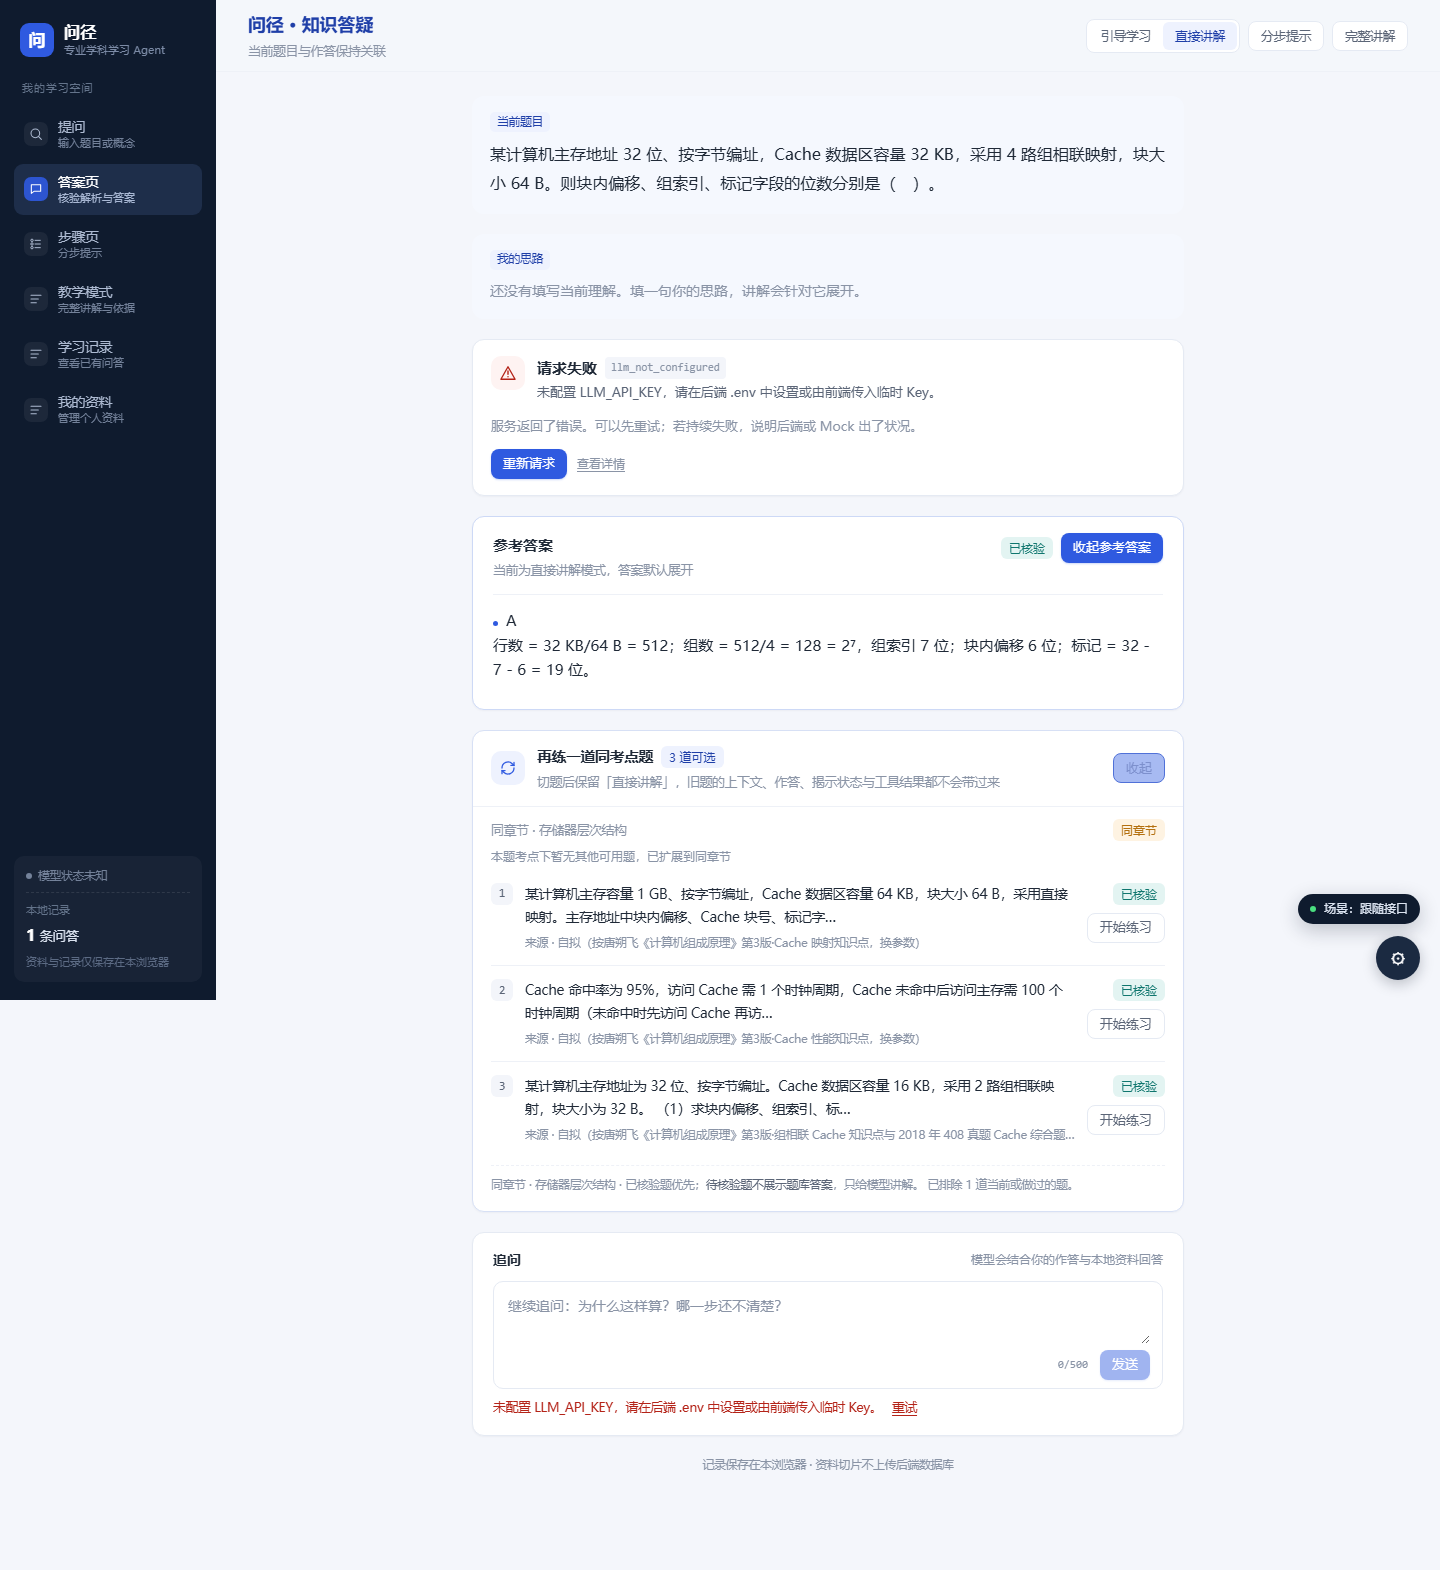 问
问径
专业学科学习 Agent
我的学习空间
提问
输入题目或概念
答案页
核验解析与答案
步骤页
分步提示
教学模式
完整讲解与依据
学习记录
查看已有问答
我的资料
管理个人资料
模型状态未知
本地记录
1 条问答
资料与记录仅保存在本浏览器
问径 · 知识答疑
当前题目与作答保持关联
引导学习
直接讲解
分步提示
完整讲解
当前题目
某计算机主存地址 32 位、按字节编址，Cache 数据区容量 32 KB，采用 4 路组相联映射，块大
小 64 B。则块内偏移、组索引、标记字段的位数分别是（　）。
我的思路
还没有填写当前理解。填一句你的思路，讲解会针对它展开。
请求失败 llm_not_configured
未配置 LLM_API_KEY，请在后端 .env 中设置或由前端传入临时 Key。
服务返回了错误。可以先重试；若持续失败，说明后端或 Mock 出了状况。
重新请求 查看详情
参考答案
已核验 收起参考答案
当前为直接讲解模式，答案默认展开
A
行数 = 32 KB/64 B = 512；组数 = 512/4 = 128 = 2⁷，组索引 7 位；块内偏移 6 位；标记 = 32 -
7 - 6 = 19 位。
再练一道同考点题 3 道可选
切题后保留「直接讲解」，旧题的上下文、作答、揭示状态与工具结果都不会带过来
收起
同章节 · 存储器层次结构
同章节
本题考点下暂无其他可用题，已扩展到同章节
1
某计算机主存容量 1 GB、按字节编址，Cache 数据区容量 64 KB，块大小 64 B，采用直接
映射。主存地址中块内偏移、Cache 块号、标记字…
来源 · 自拟（按唐朔飞《计算机组成原理》第3版·Cache 映射知识点，换参数）
已核验
开始练习
2
Cache 命中率为 95%，访问 Cache 需 1 个时钟周期，Cache 未命中后访问主存需 100 个
时钟周期（未命中时先访问 Cache 再访…
来源 · 自拟（按唐朔飞《计算机组成原理》第3版·Cache 性能知识点，换参数）
已核验
开始练习
3
某计算机主存地址为 32 位、按字节编址。Cache 数据区容量 16 KB，采用 2 路组相联映
射，块大小为 32 B。 （1）求块内偏移、组索引、标…
来源 · 自拟（按唐朔飞《计算机组成原理》第3版·组相联 Cache 知识点与 2018 年 408 真题 Cache 综合题…
已核验
开始练习
同章节 · 存储器层次结构 · 已核验题优先；待核验题不展示题库答案，只给模型讲解。 已排除 1 道当前或做过的题。
追问
模型会结合你的作答与本地资料回答
继续追问：为什么这样算？哪一步还不清楚？
0/500 发送
未配置 LLM_API_KEY，请在后端 .env 中设置或由前端传入临时 Key。 重试
记录保存在本浏览器 · 资料切片不上传后端数据库
场景：跟随接口